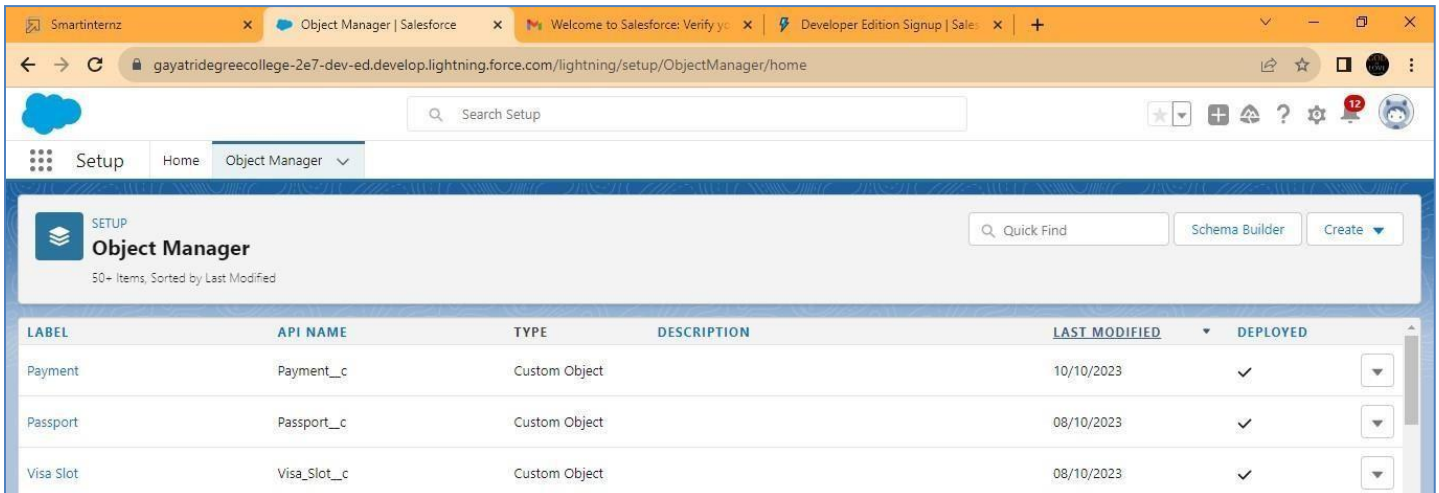 Smartinternz Object Manager | Salesforce Welcome to Salesforce: Verify yo Developer Edition Signup | Sales
gayatridegreecollege-2e7-dev-ed.develop.lightning.force.com/lightning/setup/ObjectManager/home
Search Setup 12
Setup Home Object Manager
SETUP
Object Manager
50+ Items, Sorted by Last Modified
Quick Find Schema Builder Create
LABEL API NAME TYPE DESCRIPTION LAST MODIFIED DEPLOYED
Payment Payment__c Custom Object 10/10/2023
Passport Passport__c Custom Object 08/10/2023
Visa Slot Visa_Slot__c Custom Object 08/10/2023